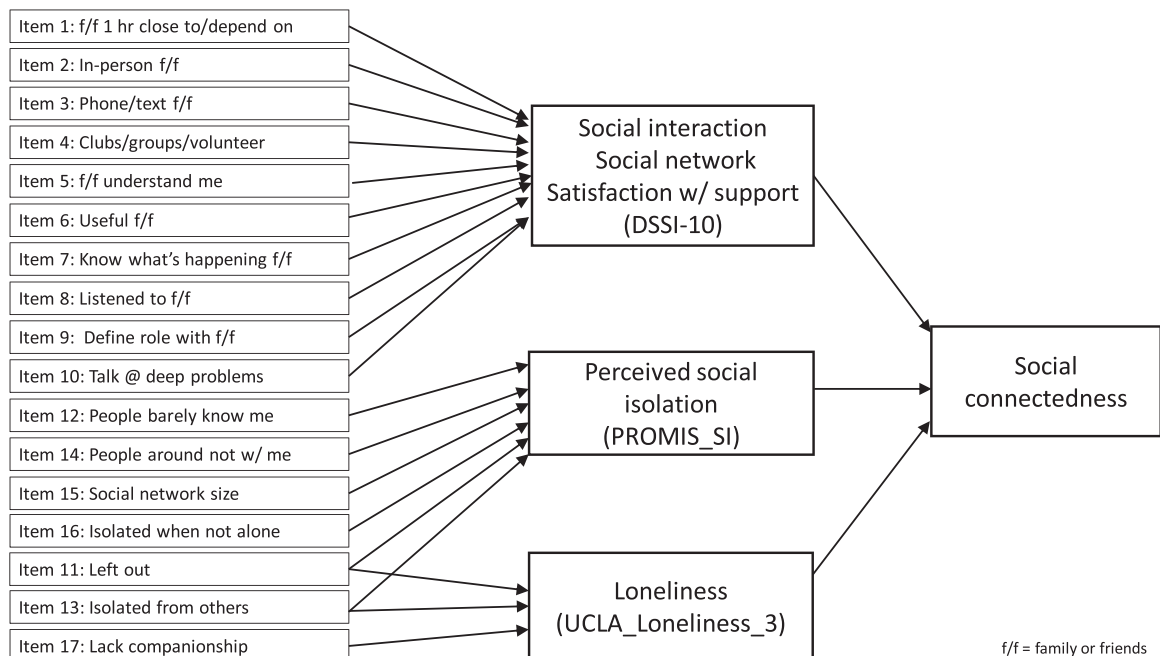 Item 1: f/f 1 hr close to/depend on
Item 2: In-person f/f
Item 3: Phone/text f/f
Item 4: Clubs/groups/volunteer
Item 5: f/f understand me
Item 6: Useful f/f
Item 7: Know what's happening f/f
Item 8: Listened to f/f
Item 9: Define role with f/f
Item 10: Talk @ deep problems
Item 12: People barely know me
Item 14: People around not w/ me
Item 15: Social network size
Item 16: Isolated when not alone
Item 11: Left out
Item 13: Isolated from others
Item 17: Lack companionship
Social interaction
Social network
Satisfaction w/ support
(DSSI-10)
Perceived social
isolation
(PROMIS_SI)
Loneliness
(UCLA_Loneliness_3)
Social
connectedness
f/f = family or friends